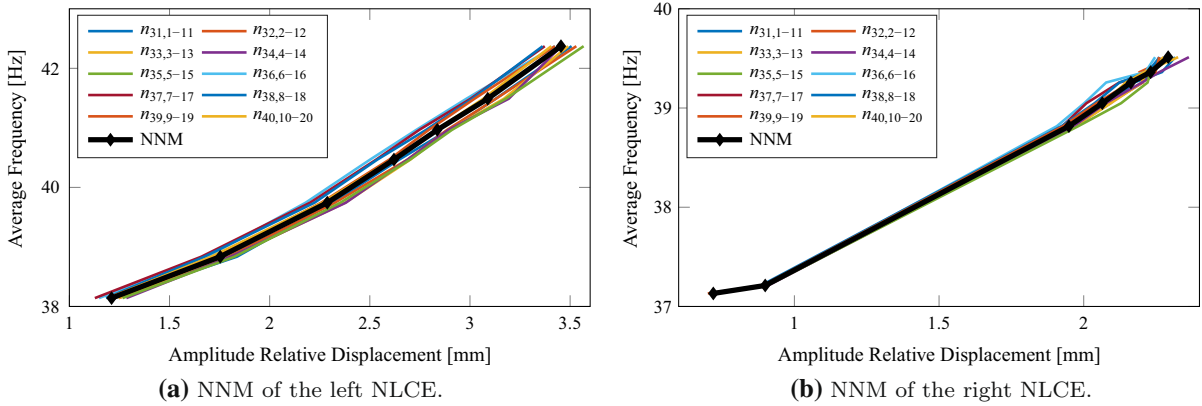 n31,1−11 n32,2−12
n33,3−13 n34,4−14
n35,5−15 n36,6−16
n37,7−17 n38,8−18
n39,9−19 n40,10−20
NNM
42
40
38
Average Frequency [Hz]
1 1.5 2 2.5 3 3.5
Amplitude Relative Displacement [mm]
(a) NNM of the left NLCE.
n31,1−11 n32,2−12
n33,3−13 n34,4−14
n35,5−15 n36,6−16
n37,7−17 n38,8−18
n39,9−19 n40,10−20
NNM
40
39
38
37
Average Frequency [Hz]
1 1.5 2
Amplitude Relative Displacement [mm]
(b) NNM of the right NLCE.